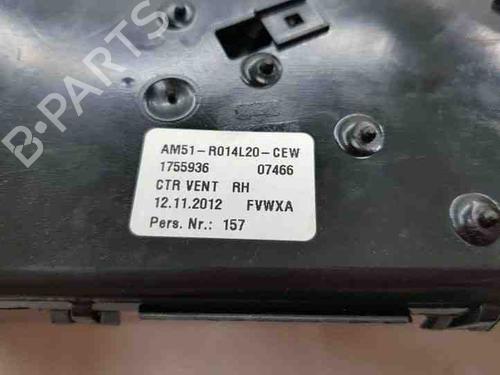 B-PARTS
AM51-R014L20-CEW
1755936 07466
CTR VENT RH
12.11.2012 FVWXA
Pers. Nr.: 157